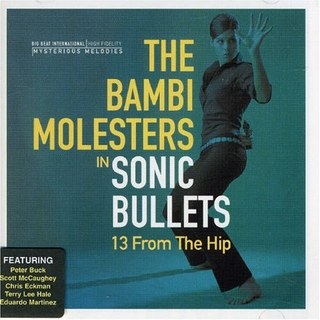 BIG BEAT INTERNATIONAL HIGH FIDELITY
MYSTERIOUS MELODIES
THE
BAMBI
MOLESTERS
IN SONIC
BULLETS
13 From The Hip
FEATURING
Peter Buck
Scott McCaughey
Chris Eckman
Terry Lee Hale
Eduardo Martinez